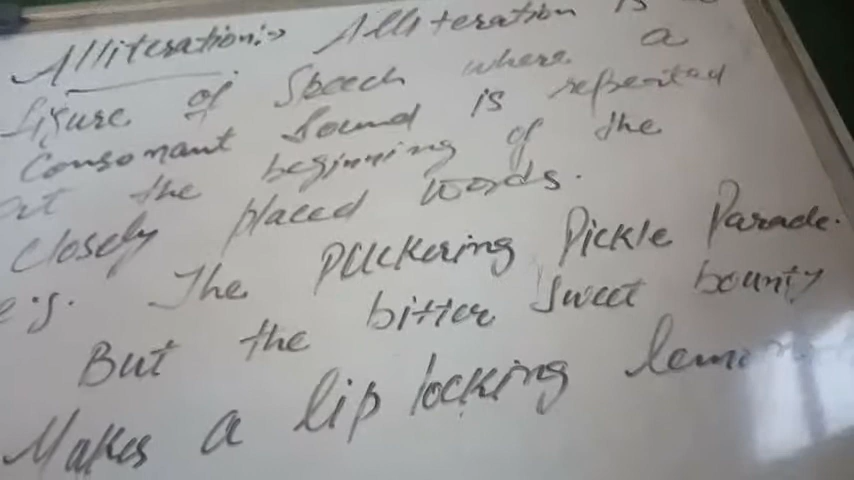 Alliteration:-> Alliteration is a
figure of Speech where a
Consonant Sound is repeated
at the beginning of the
closely placed words.
e.g. The Puckering Pickle Parade.
But the bitter sweet bounty
Makes a lip locking